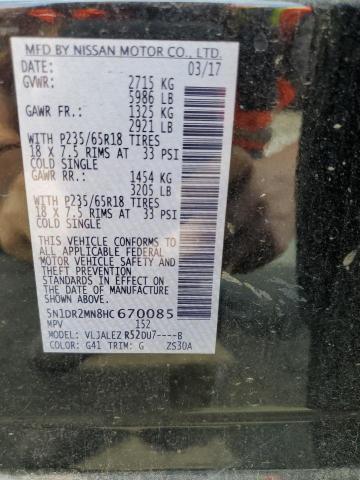 MFD BY NISSAN MOTOR CO., LTD.
DATE: 03/17
GVWR: 2715 KG
5986 LB
GAWR FR.: 1325 KG
2921 LB
WITH P235/65R18 TIRES
18 X 7.5 RIMS AT 33 PSI
COLD SINGLE
GAWR RR.: 1454 KG
3205 LB
WITH P235/65R18 TIRES
18 X 7.5 RIMS AT 33 PSI
COLD SINGLE
THIS VEHICLE CONFORMS TO
ALL APPLICABLE FEDERAL
MOTOR VEHICLE SAFETY AND
THEFT PREVENTION
STANDARDS IN EFFECT ON THE
DATE OF MANUFACTURE
SHOWN ABOVE.
5N1DR2MN8HC670085
MPV 152
MODEL: VLJALEZ R52OU7----B
COLOR: G41 TRIM: G ZS30A